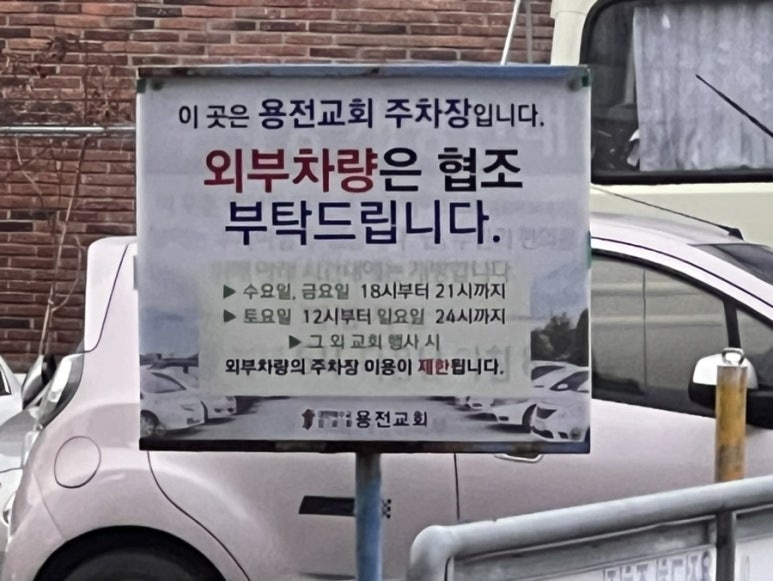 이 곳은 용전교회 주차장입니다.
외부차량은 협조
부탁드립니다.
▶ 수요일, 금요일 18시부터 21시까지
▶ 토요일 12시부터 일요일 24시까지
▶ 그 외 교회 행사 시
외부차량의 주차장 이용이 제한됩니다.
용전교회